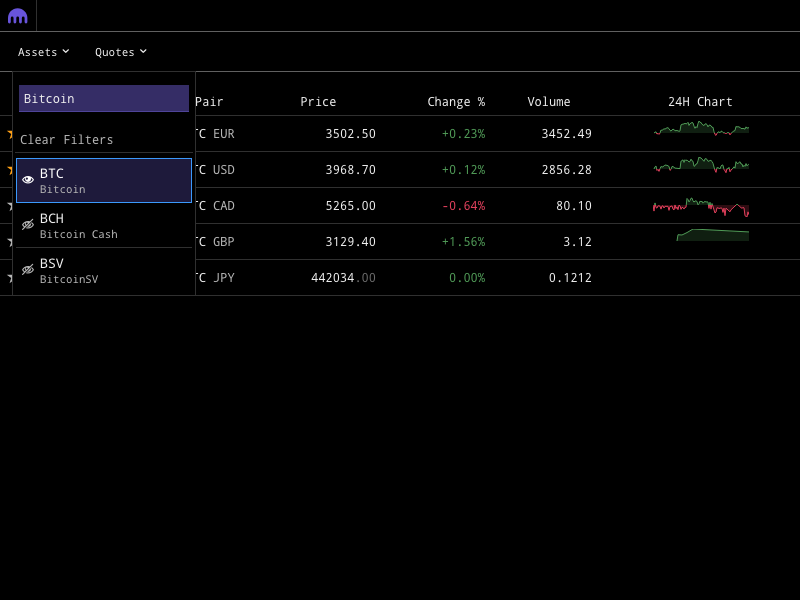 Assets Quotes
Bitcoin
Pair Price Change % Volume 24H Chart
Clear Filters
BTC
Bitcoin
BCH
Bitcoin Cash
BSV
BitcoinSV
TC EUR 3502.50 +0.23% 3452.49
TC USD 3968.70 +0.12% 2856.28
TC CAD 5265.00 -0.64% 80.10
TC GBP 3129.40 +1.56% 3.12
TC JPY 442034.00 0.00% 0.1212